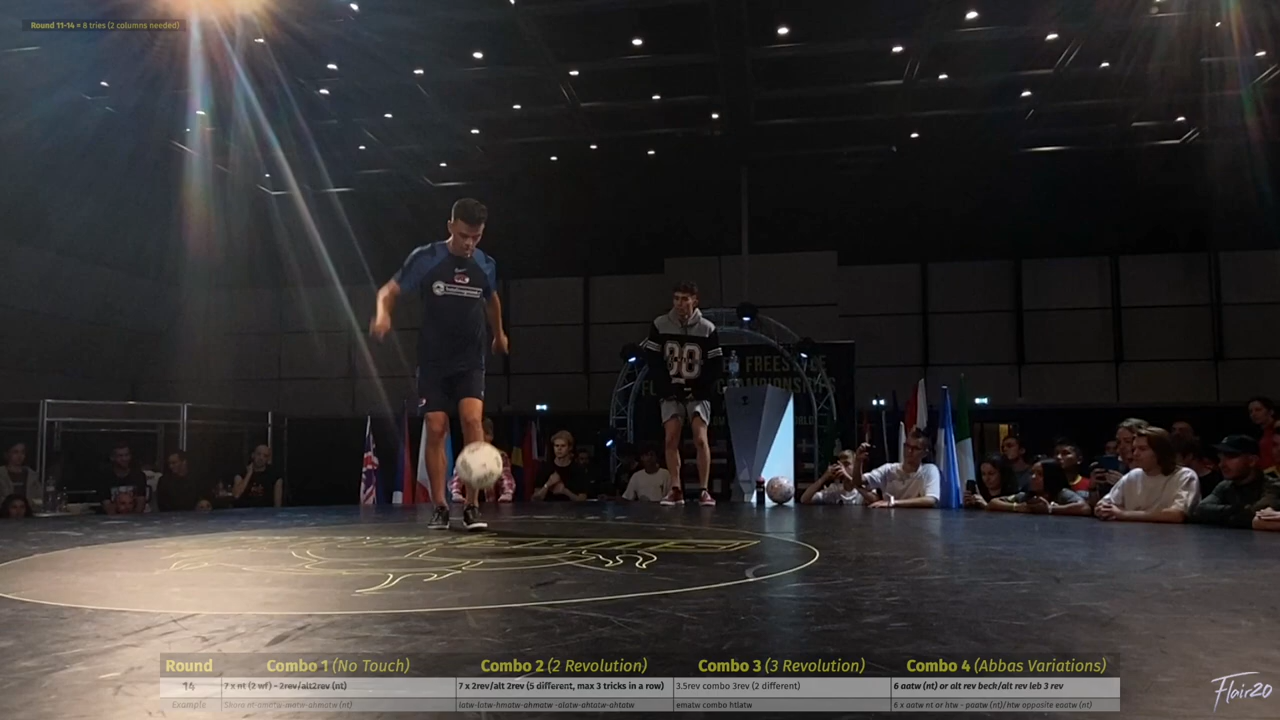 Round 11-14 = 8 tries (2 columns needed)
88
FREESTYLE
Round Combo 1 (No Touch) Combo 2 (2 Revolution) Combo 3 (3 Revolution) Combo 4 (Abbas Variations)
14 7 x nt (2 wf) - 2rev/alt2rev (nt) 7 x 2rev/alt 2rev (5 different, max 3 tricks in a row) 3.5rev combo 3rev (2 different) 6 aatw (nt) or alt rev beck/alt rev leb 3 rev
Example ematw combo htlatw 6 x aatw nt or htw - paatw (nt)/htw opposite eaatw (nt)
Flair20